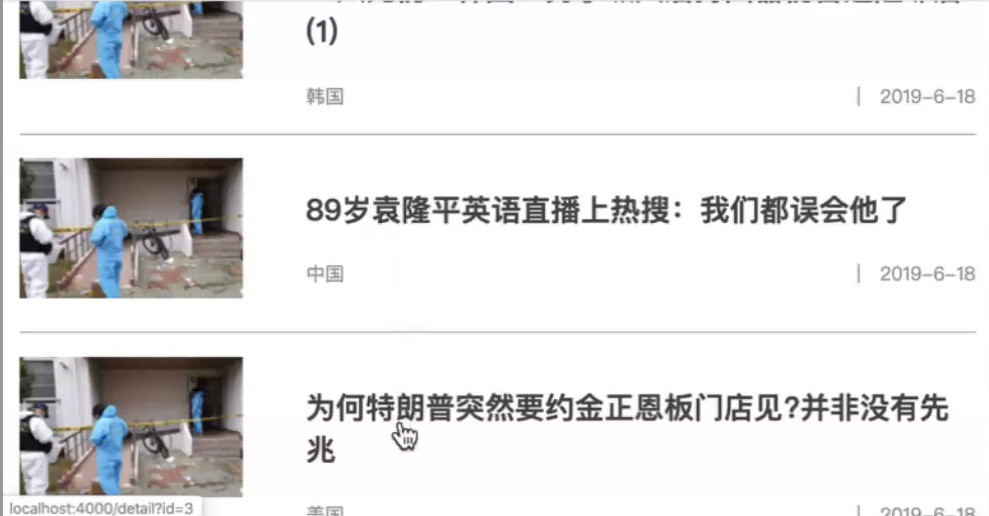 (1)
韩国
| 2019-6-18
89岁袁隆平英语直播上热搜：我们都误会他了
中国
| 2019-6-18
为何特朗普突然要约金正恩板门店见?并非没有先
兆
美国
| 2019-6-18
localhost:4000/detail?id=3